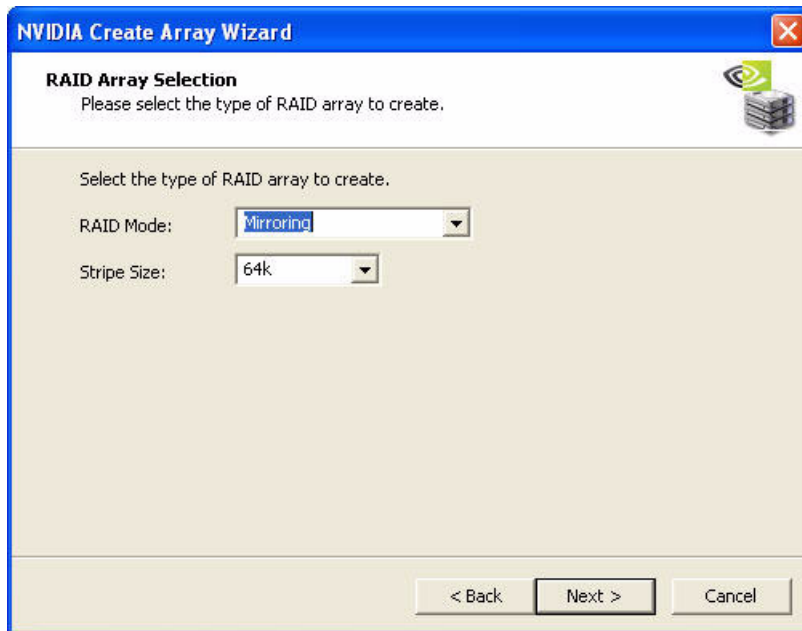 NVIDIA Create Array Wizard
RAID Array Selection
Please select the type of RAID array to create.
Select the type of RAID array to create.
RAID Mode: Mirroring
Stripe Size: 64k
< Back Next > Cancel